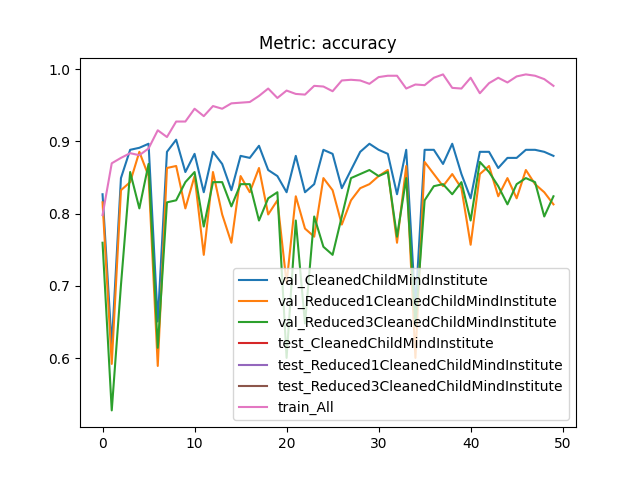 Metric: accuracy
1.0
0.9
0.8
0.7
0.6
val_CleanedChildMindInstitute
val_Reduced1CleanedChildMindInstitute
val_Reduced3CleanedChildMindInstitute
test_CleanedChildMindInstitute
test_Reduced1CleanedChildMindInstitute
test_Reduced3CleanedChildMindInstitute
train_All
0 10 20 30 40 50